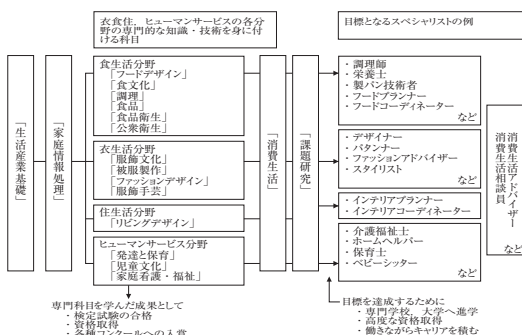 衣食住，ヒューマンサービスの各分
野の専門的な知識・技術を身に付
ける科目
目標となるスペシャリストの例
「生活産業基礎」
「家庭情報処理」
食生活分野
「フードデザイン」
「食文化」
「調理」
「食品」
「食品衛生」
「公衆衛生」
衣生活分野
「服飾文化」
「被服製作」
「ファッションデザイン」
「服飾手芸」
住生活分野
「リビングデザイン」
ヒューマンサービス分野
「発達と保育」
「児童文化」
「家庭看護・福祉」
「消費生活」
「課題研究」
・調理師
・栄養士
・製パン技術者
・フードプランナー
・フードコーディネーター
など
・デザイナー
・パタンナー
・ファッションアドバイザー
・スタイリスト
など
・インテリアプランナー
・インテリアコーディネーター
・介護福祉士
・ホームヘルパー
・保育士
・ベビーシッター
など
消費生活アドバイザー
消費生活相談員
など
専門科目を学んだ成果として
・検定試験の合格
・資格取得
・各種コンクールへの入賞
目標を達成するために
・専門学校，大学へ進学
・高度な資格取得
・働きながらキャリアを積む